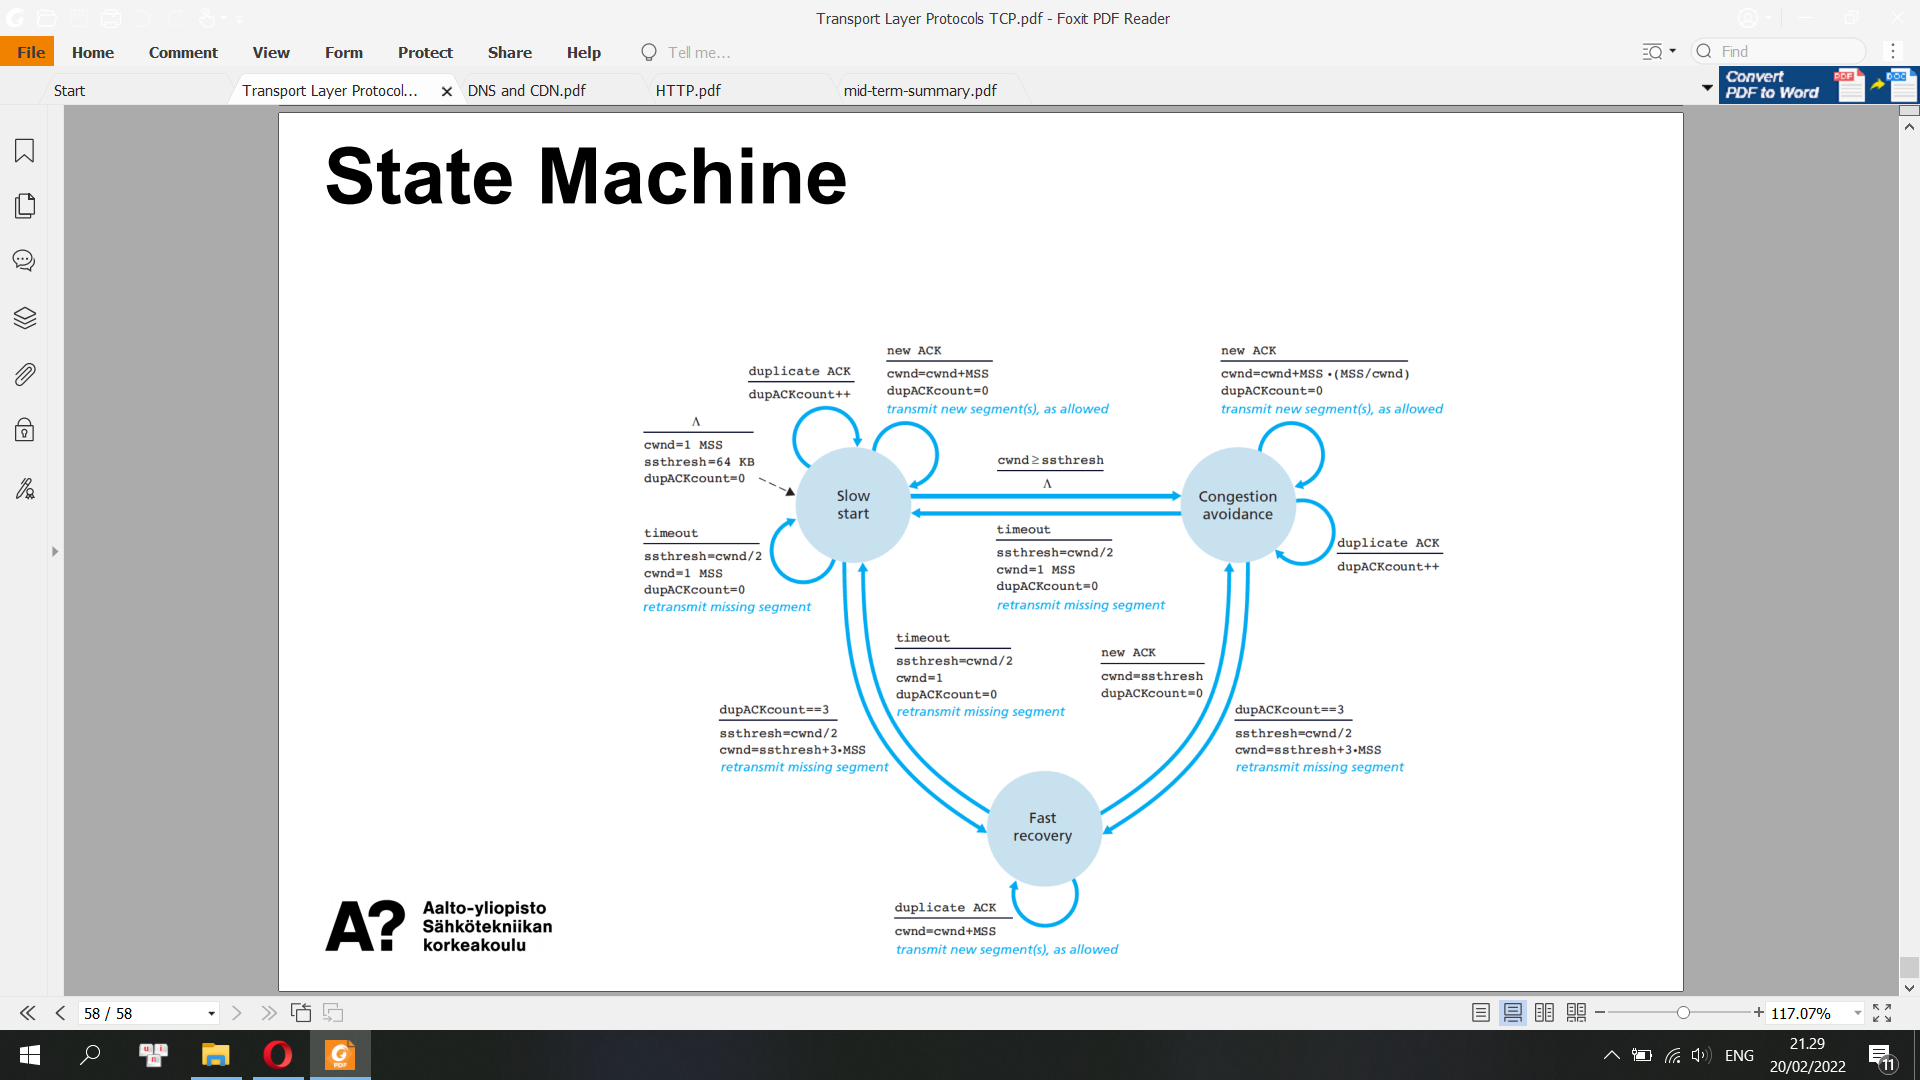 Transport Layer Protocols TCP.pdf - Foxit PDF Reader
File Home Comment View Form Protect Share Help Tell me... Find
Start Transport Layer Protocol... DNS and CDN.pdf HTTP.pdf mid-term-summary.pdf
Convert
PDF to Word
PDF DOC
State Machine
Λ
cwnd=1 MSS
ssthresh=64 KB
dupACKcount=0
duplicate ACK
dupACKcount++
new ACK
cwnd=cwnd+MSS
dupACKcount=0
transmit new segment(s), as allowed
new ACK
cwnd=cwnd+MSS •(MSS/cwnd)
dupACKcount=0
transmit new segment(s), as allowed
cwnd≥ssthresh
Λ
Slow
start
Congestion
avoidance
timeout
ssthresh=cwnd/2
cwnd=1 MSS
dupACKcount=0
retransmit missing segment
timeout
ssthresh=cwnd/2
cwnd=1 MSS
dupACKcount=0
retransmit missing segment
duplicate ACK
dupACKcount++
timeout
ssthresh=cwnd/2
cwnd=1
dupACKcount=0
retransmit missing segment
new ACK
cwnd=ssthresh
dupACKcount=0
dupACKcount==3
ssthresh=cwnd/2
cwnd=ssthresh+3•MSS
retransmit missing segment
dupACKcount==3
ssthresh=cwnd/2
cwnd=ssthresh+3•MSS
retransmit missing segment
Fast
recovery
duplicate ACK
cwnd=cwnd+MSS
transmit new segment(s), as allowed
A?
Aalto-yliopisto
Sähkötekniikan
korkeakoulu
58 / 58
117.07%
PDF
ENG
21.29
20/02/2022
11